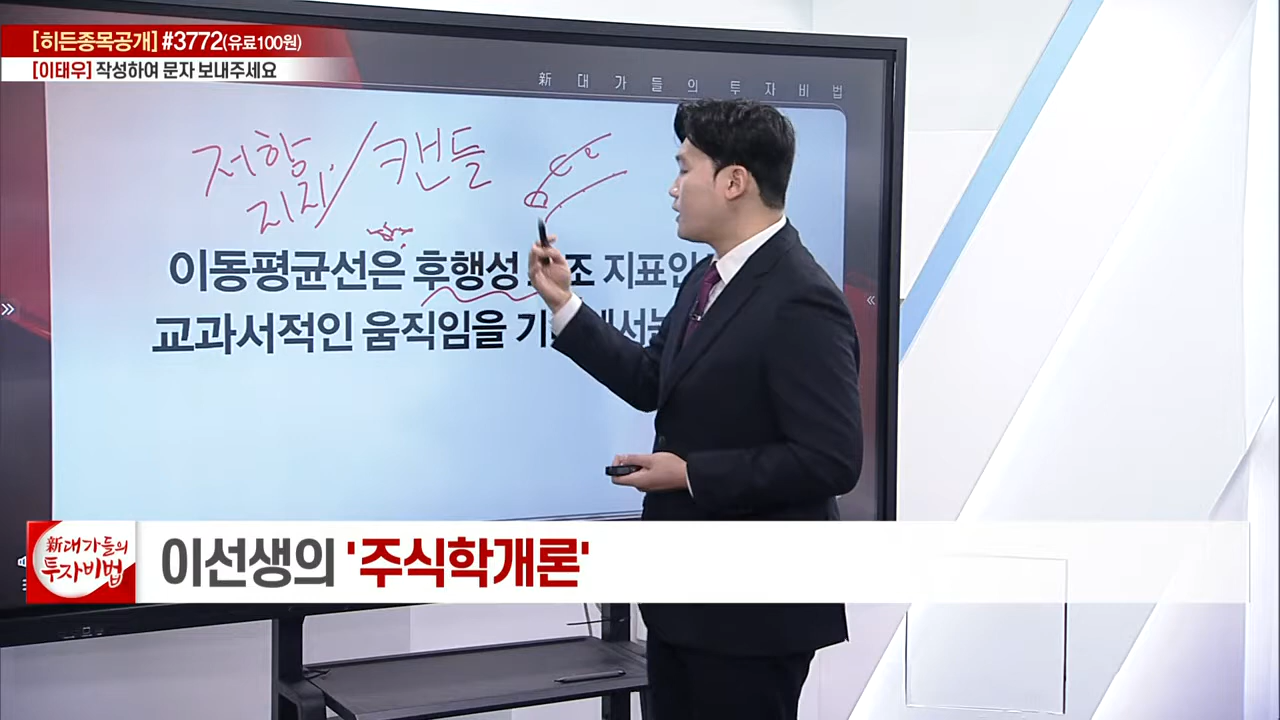 [히든종목공개] #3772(유료100원)
[이태우] 작성하여 문자 보내주세요
新 대가들의 투자비법
저항/캔들
지지
이동평균선은 후행성 조 지표인
교과서적인 움직임을 기 해서는
新대가들의
투자비법
이선생의 '주식학개론'